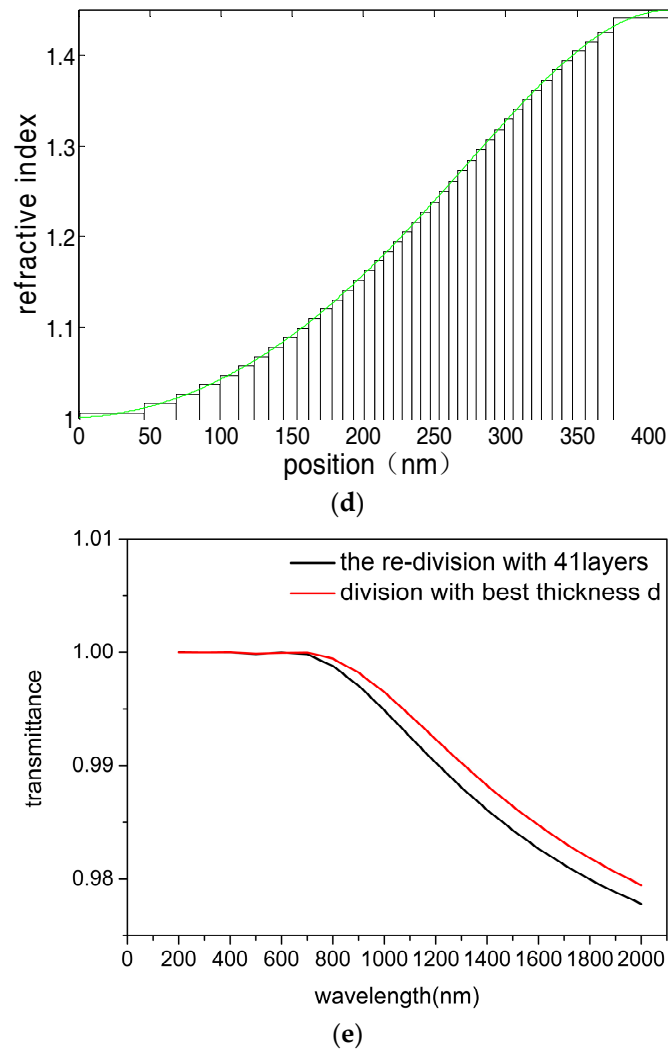 1.4
1.3
1.2
1.1
1
refractive index
0 50 100 150 200 250 300 350 400
position（nm）
(d)
1.01
1.00
0.99
0.98
transmittance
the re-division with 41layers
division with best thickness d
0 200 400 600 800 1000 1200 1400 1600 1800 2000
wavelength(nm)
(e)